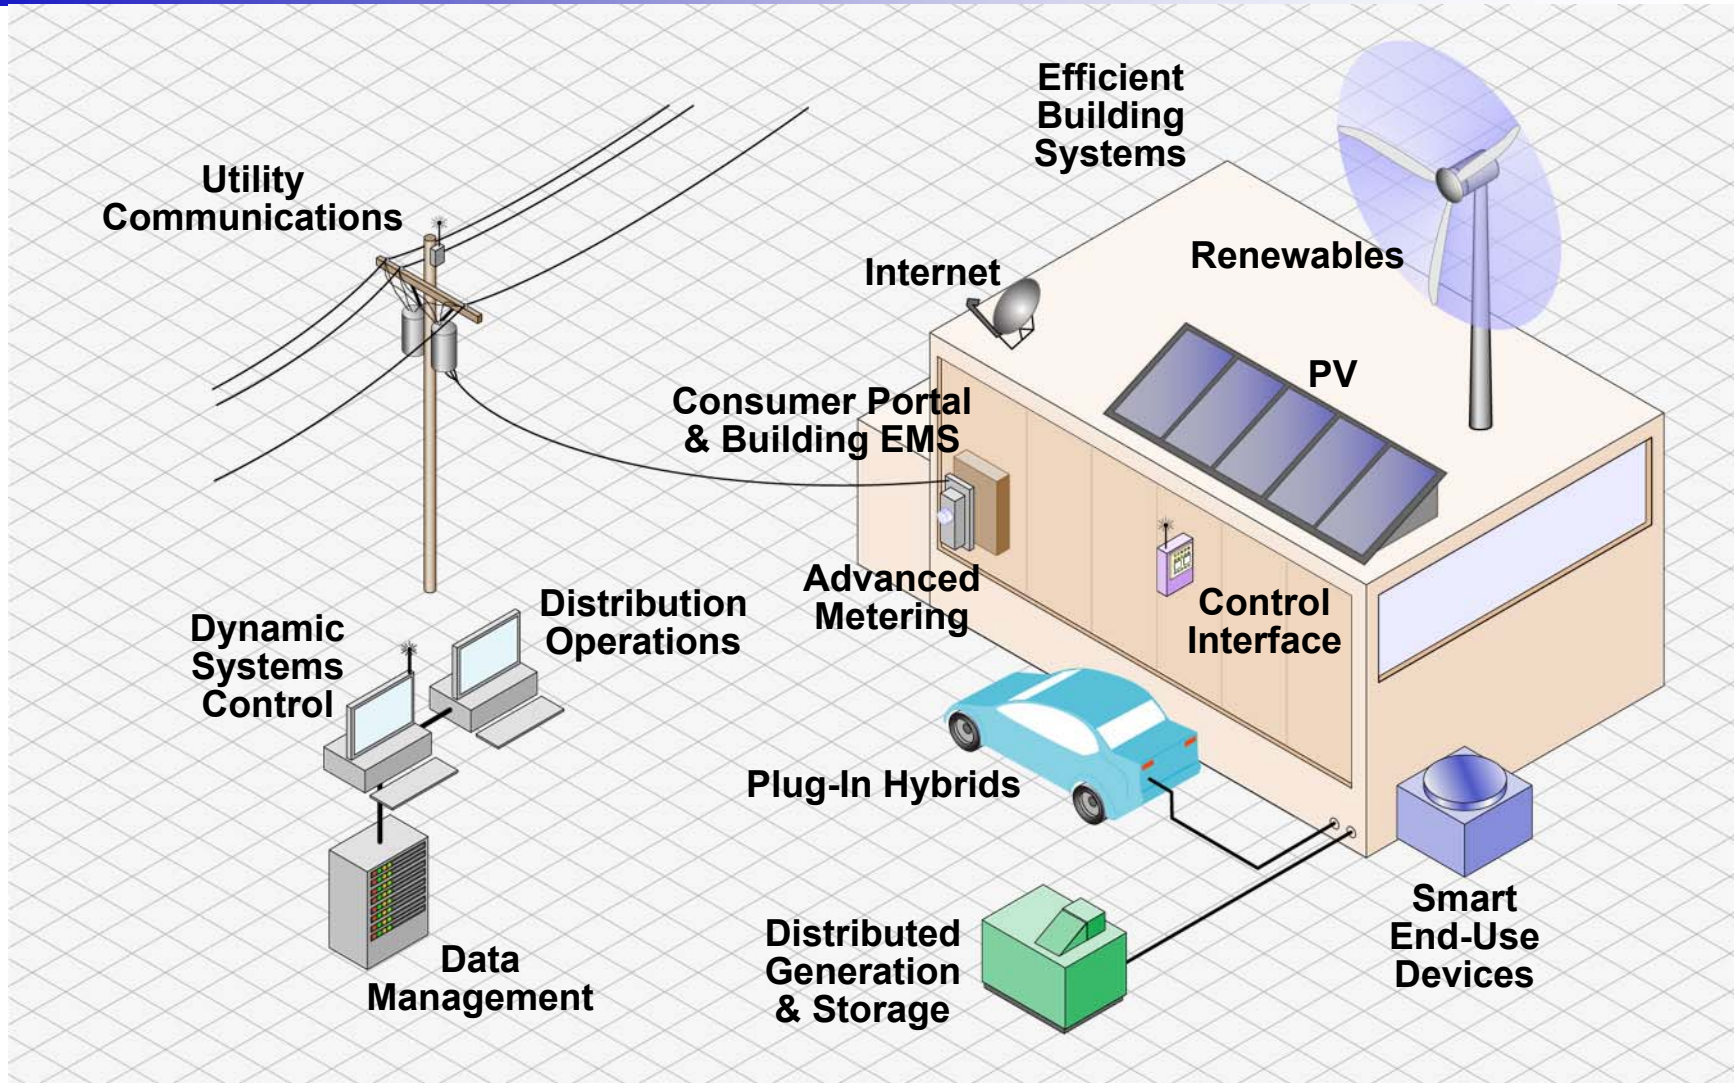 Efficient
Building
Systems
Utility
Communications
Renewables
Internet
PV
Consumer Portal
& Building EMS
Advanced
Metering
Control
Interface
Distribution
Operations
Dynamic
Systems
Control
Plug-In Hybrids
Smart
End-Use
Devices
Distributed
Generation
& Storage
Data
Management